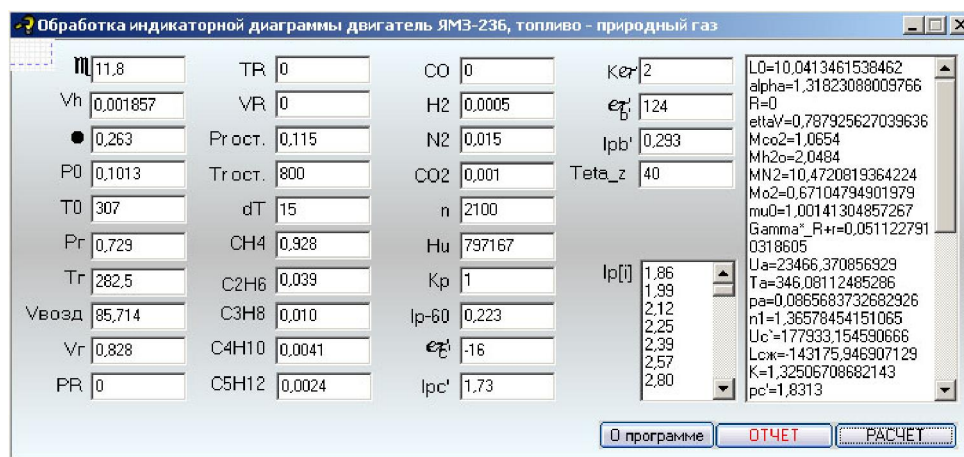 Обработка индикаторной диаграммы двигатель ЯМЗ-236, топливо - природный газ
11,8
Vh 0,001857
0,263
P0 0,1013
T0 307
Pг 0,729
Tг 282,5
Vвозд 85,714
Vг 0,828
PR 0
TR 0
VR 0
Pr ост. 0,115
Tr ост. 800
dT 15
CH4 0,928
C2H6 0,039
C3H8 0,010
C4H10 0,0041
C5H12 0,0024
CO 0
H2 0,0005
N2 0,015
CO2 0,001
n 2100
Hu 797167
Kp 1
lp-60 0,223
-16
lpc' 1,73
2
124
lpb' 0,293
Teta_z 40
lp[i] 1,86
1,99
2,12
2,25
2,39
2,57
2,80
L0=10,0413461538462
alpha=1,31823088009766
R=0
ettaV=0,787925627039636
Mco2=1,0654
Mh2o=2,0484
MN2=10,4720819364224
Mo2=0,67104794901979
mu0=1,00141304857267
Gamma*_R+r=0,051122791
0318605
Ua=23466,370856929
Ta=346,08112485286
pa=0,0865683732682926
n1=1,36578454151065
Uc'=177933,154590666
Lсж=-143175,946907129
K=1,32506708682143
pc'=1,8313
О программе
ОТЧЕТ
РАСЧЕТ